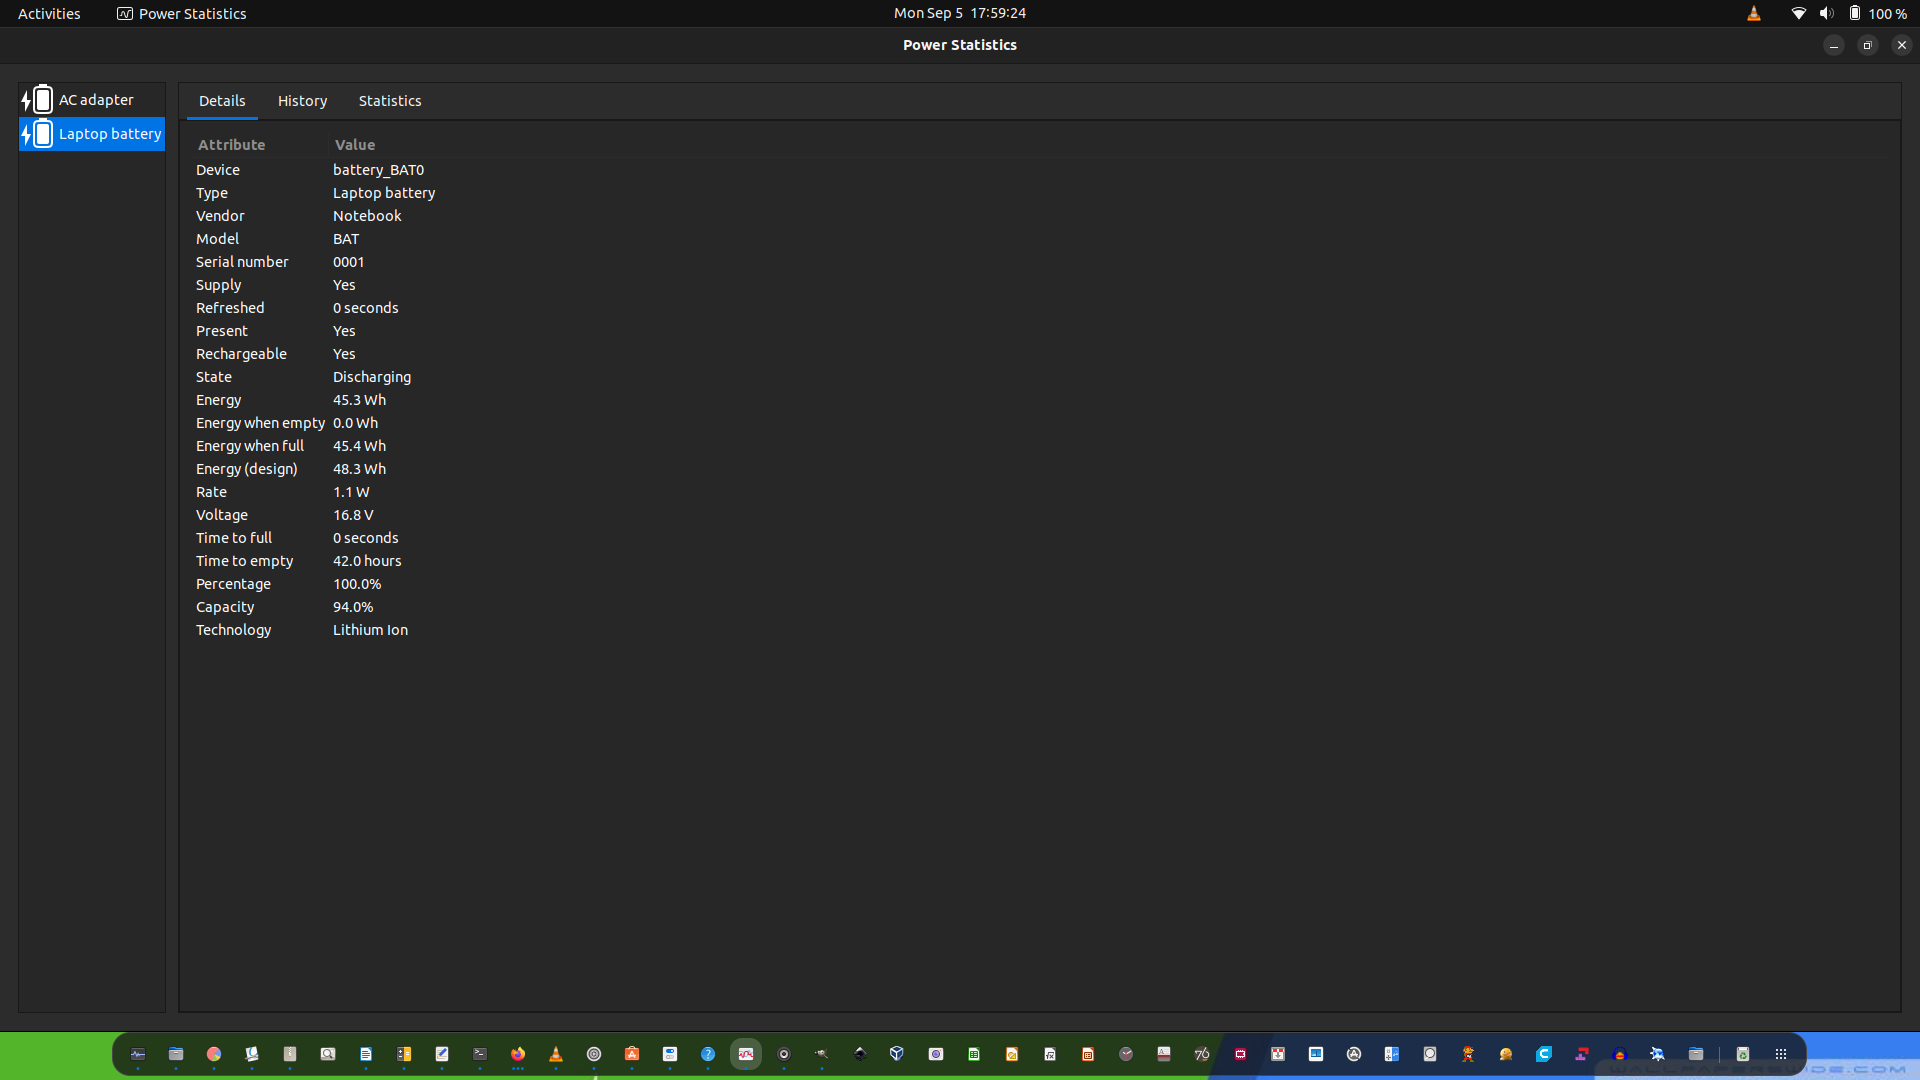 Activities Power Statistics Mon Sep 5 17:59:24 100 %
Power Statistics
AC adapter
Laptop battery
Details History Statistics
Attribute Value
Device battery_BAT0
Type Laptop battery
Vendor Notebook
Model BAT
Serial number 0001
Supply Yes
Refreshed 0 seconds
Present Yes
Rechargeable Yes
State Discharging
Energy 45.3 Wh
Energy when empty 0.0 Wh
Energy when full 45.4 Wh
Energy (design) 48.3 Wh
Rate 1.1 W
Voltage 16.8 V
Time to full 0 seconds
Time to empty 42.0 hours
Percentage 100.0%
Capacity 94.0%
Technology Lithium Ion
76